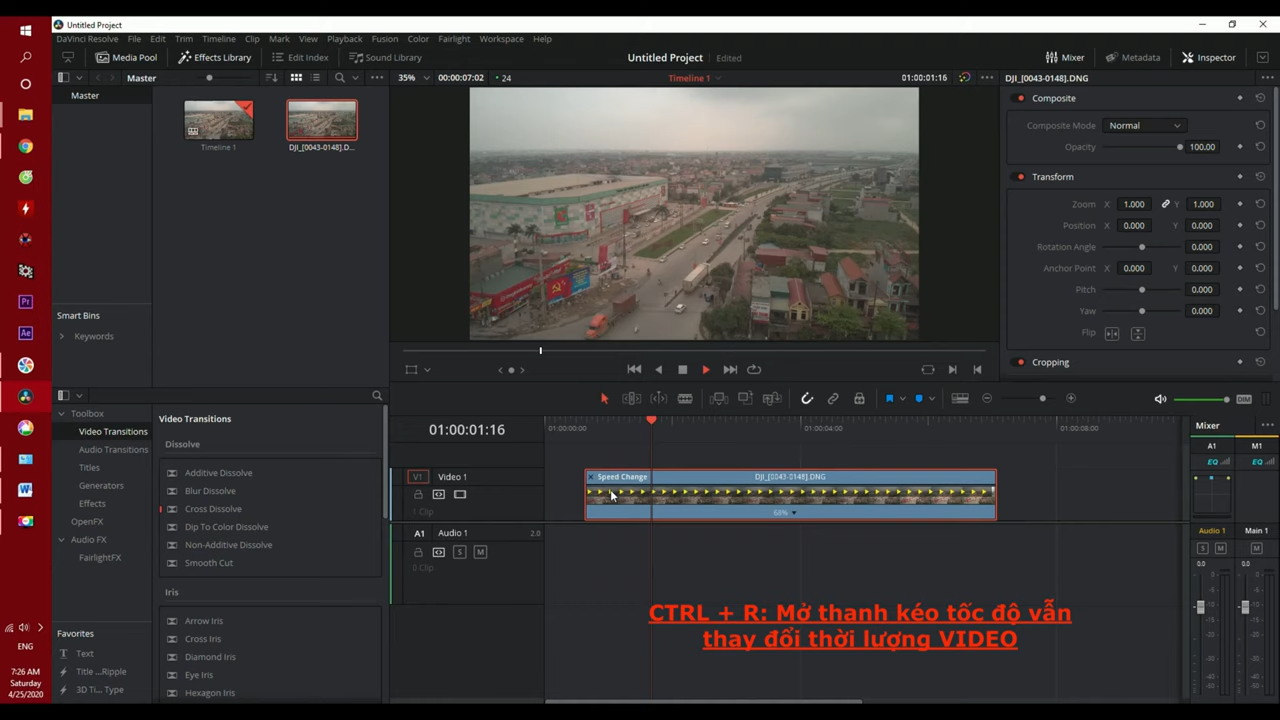 Untitled Project
DaVinci Resolve File Edit Trim Timeline Clip Mark View Playback Fusion Color Fairlight Workspace Help
Media Pool Effects Library Edit Index Sound Library Untitled Project Edited Mixer Metadata Inspector
Master 35% 00:00:07:02 24 Timeline 1 01:00:01:16 DJI_[0043-0148].DNG
Master
Timeline 1 DJI_[0043-0148].D...
Smart Bins
Keywords
Composite
Composite Mode Normal
Opacity 100.00
Transform
Zoom X 1.000 Y 1.000
Position X 0.000 Y 0.000
Rotation Angle 0.000
Anchor Point X 0.000 Y 0.000
Pitch 0.000
Yaw 0.000
Flip
Cropping
Toolbox
Video Transitions
Audio Transitions
Titles
Generators
Effects
OpenFX
Audio FX
FairlightFX
Favorites
Text
Title ...Ripple
3D Ti... Type
Video Transitions
Dissolve
Additive Dissolve
Blur Dissolve
Cross Dissolve
Dip To Color Dissolve
Non-Additive Dissolve
Smooth Cut
Iris
Arrow Iris
Cross Iris
Diamond Iris
Eye Iris
Hexagon Iris
DIM
01:00:01:16 01:00:00:00 01:00:04:00 01:00:08:00
V1 Video 1
1 Clip
Speed Change DJI_[0043-0148].DNG
68%
A1 Audio 1 2.0
S M
0 Clip
CTRL + R: Mở thanh kéo tốc độ vẫn
thay đổi thời lượng VIDEO
Mixer
A1 M1
EQ EQ
Audio 1 Main 1
S M M
0.0 0.0
Pr
Ae
W
ENG
7:26 AM
Saturday
4/25/2020